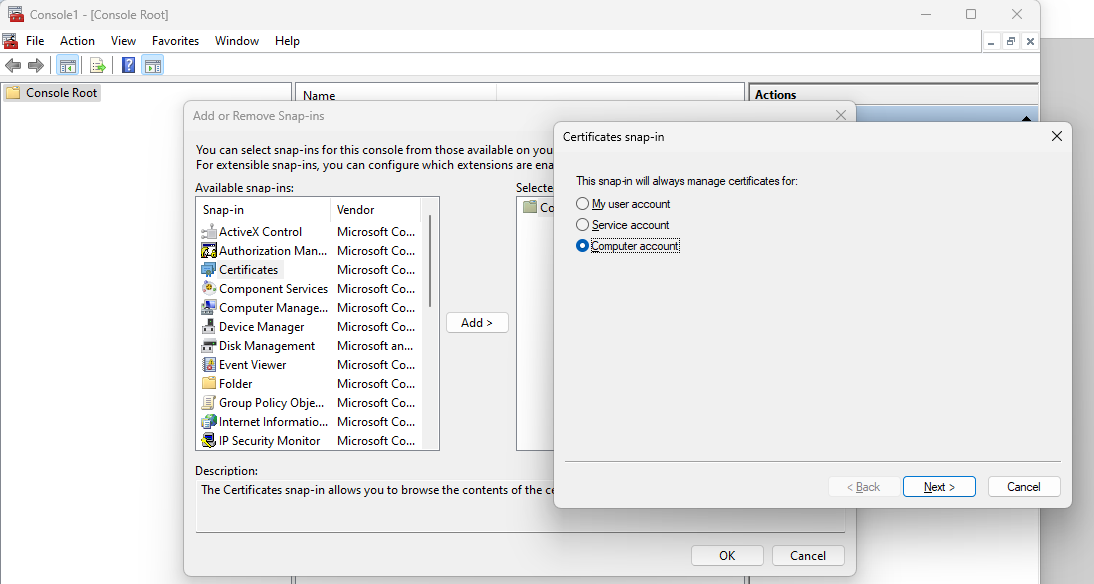 Console1 - [Console Root]
File Action View Favorites Window Help
Console Root
Name
Actions
Add or Remove Snap-ins
You can select snap-ins for this console from those available on you
For extensible snap-ins, you can configure which extensions are ena
Available snap-ins:
Selecte
Snap-in Vendor
ActiveX Control Microsoft Co...
Authorization Man... Microsoft Co...
Certificates Microsoft Co...
Component Services Microsoft Co...
Computer Manage... Microsoft Co...
Device Manager Microsoft Co...
Disk Management Microsoft an...
Event Viewer Microsoft Co...
Folder Microsoft Co...
Group Policy Obje... Microsoft Co...
Internet Informatio... Microsoft Co...
IP Security Monitor Microsoft Co...
Add >
Co
Description:
The Certificates snap-in allows you to browse the contents of the ce
OK Cancel
Certificates snap-in
This snap-in will always manage certificates for:
My user account
Service account
Computer account
< Back Next > Cancel